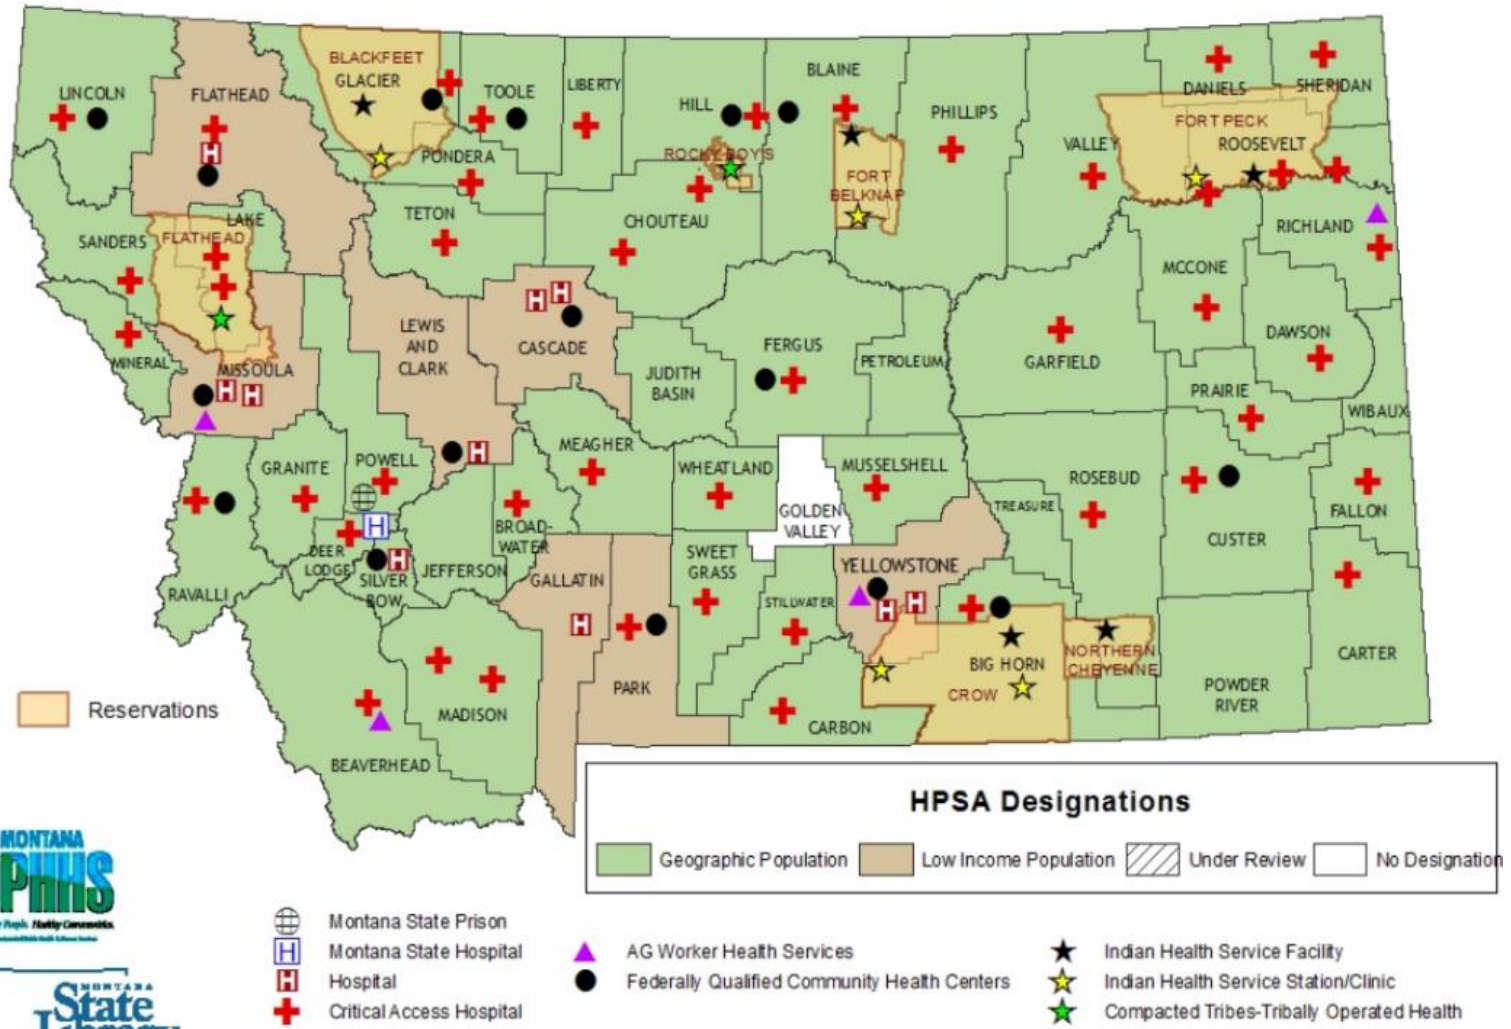 BLACKFEET
GLACIER
LINCOLN
FLATHEAD
TOOLE
LIBERTY
HILL
BLAINE
PHILLIPS
DANIELS
SHERIDAN
FORT PECK
ROOSEVELT
VALLEY
PONDERA
ROCKY BOYS
FORT
BELKNAP
TETON
CHOUTEAU
LAKE
SANDERS
FLATHEAD
RICHLAND
MCCONE
LEWIS
AND
CLARK
CASCADE
FERGUS
PETROLEUM
GARFIELD
DAWSON
MINERAL
MISSOULA
JUDITH
BASIN
PRAIRIE
WIBAUX
GRANITE
POWELL
MEAGHER
WHEATLAND
MUSSELSHELL
ROSEBUD
TREASURE
GOLDEN
VALLEY
FALLON
CUSTER
BROAD-
WATER
DEER
LODGE
SILVER
BOW
JEFFERSON
GALLATIN
SWEET
GRASS
YELLOWSTONE
RAVALLI
STILLWATER
BIG HORN
NORTHERN
CHEYENNE
CROW
CARTER
POWDER
RIVER
PARK
MADISON
CARBON
BEAVERHEAD
Reservations
HPSA Designations
Geographic Population
Low Income Population
Under Review
No Designation
Montana State Prison
H Montana State Hospital
H Hospital
Critical Access Hospital
AG Worker Health Services
Federally Qualified Community Health Centers
Indian Health Service Facility
Indian Health Service Station/Clinic
Compacted Tribes-Tribally Operated Health
MONTANA
PHHS
People. Healthy Communities.
MONTANA
State
Library